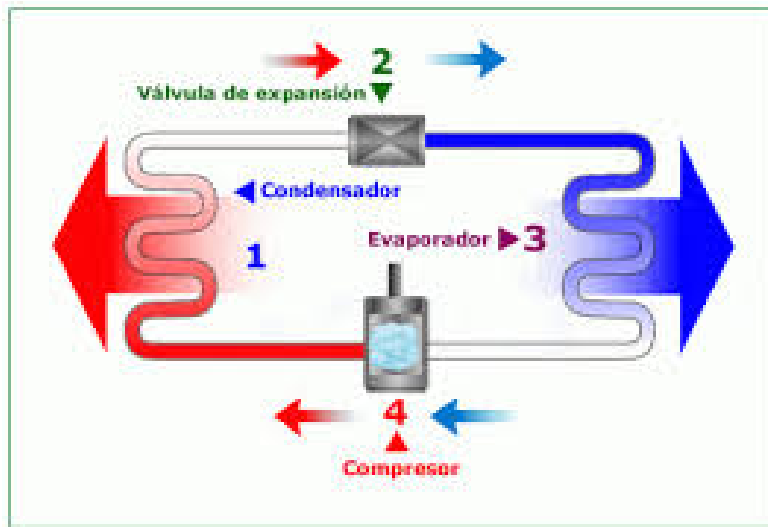 2
Válvula de expansión
Condensador
Evaporador
3
1
4
Compresor